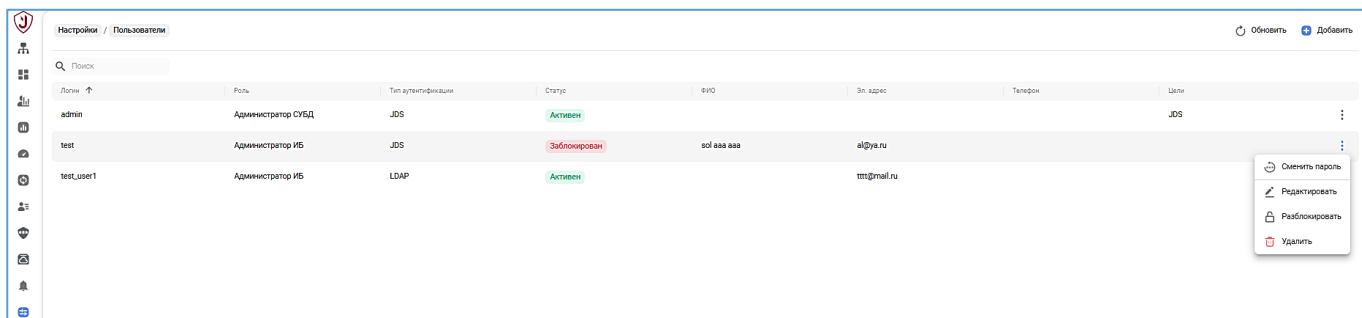 Настройки / Пользователи
Обновить Добавить
Поиск
Логин Роль Тип аутентификации Статус ФИО Эл. адрес Телефон Цели
admin Администратор СУБД JDS Активен JDS
test Администратор ИБ JDS Заблокирован sol aaa aaa al@ya.ru
test_user1 Администратор ИБ LDAP Активен tttt@mail.ru
Сменить пароль
Редактировать
Разблокировать
Удалить